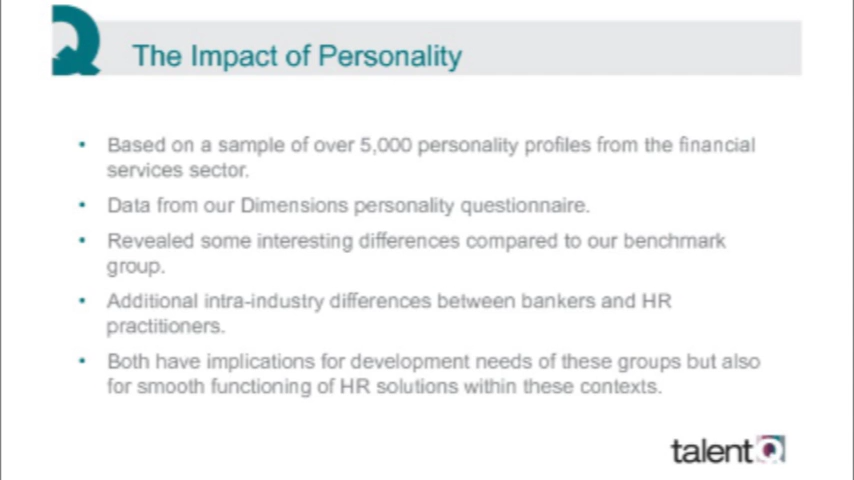 The Impact of Personality
• Based on a sample of over 5,000 personality profiles from the financial
services sector.
• Data from our Dimensions personality questionnaire.
• Revealed some interesting differences compared to our benchmark
group.
• Additional intra-industry differences between bankers and HR
practitioners.
• Both have implications for development needs of these groups but also
for smooth functioning of HR solutions within these contexts.
talentQ